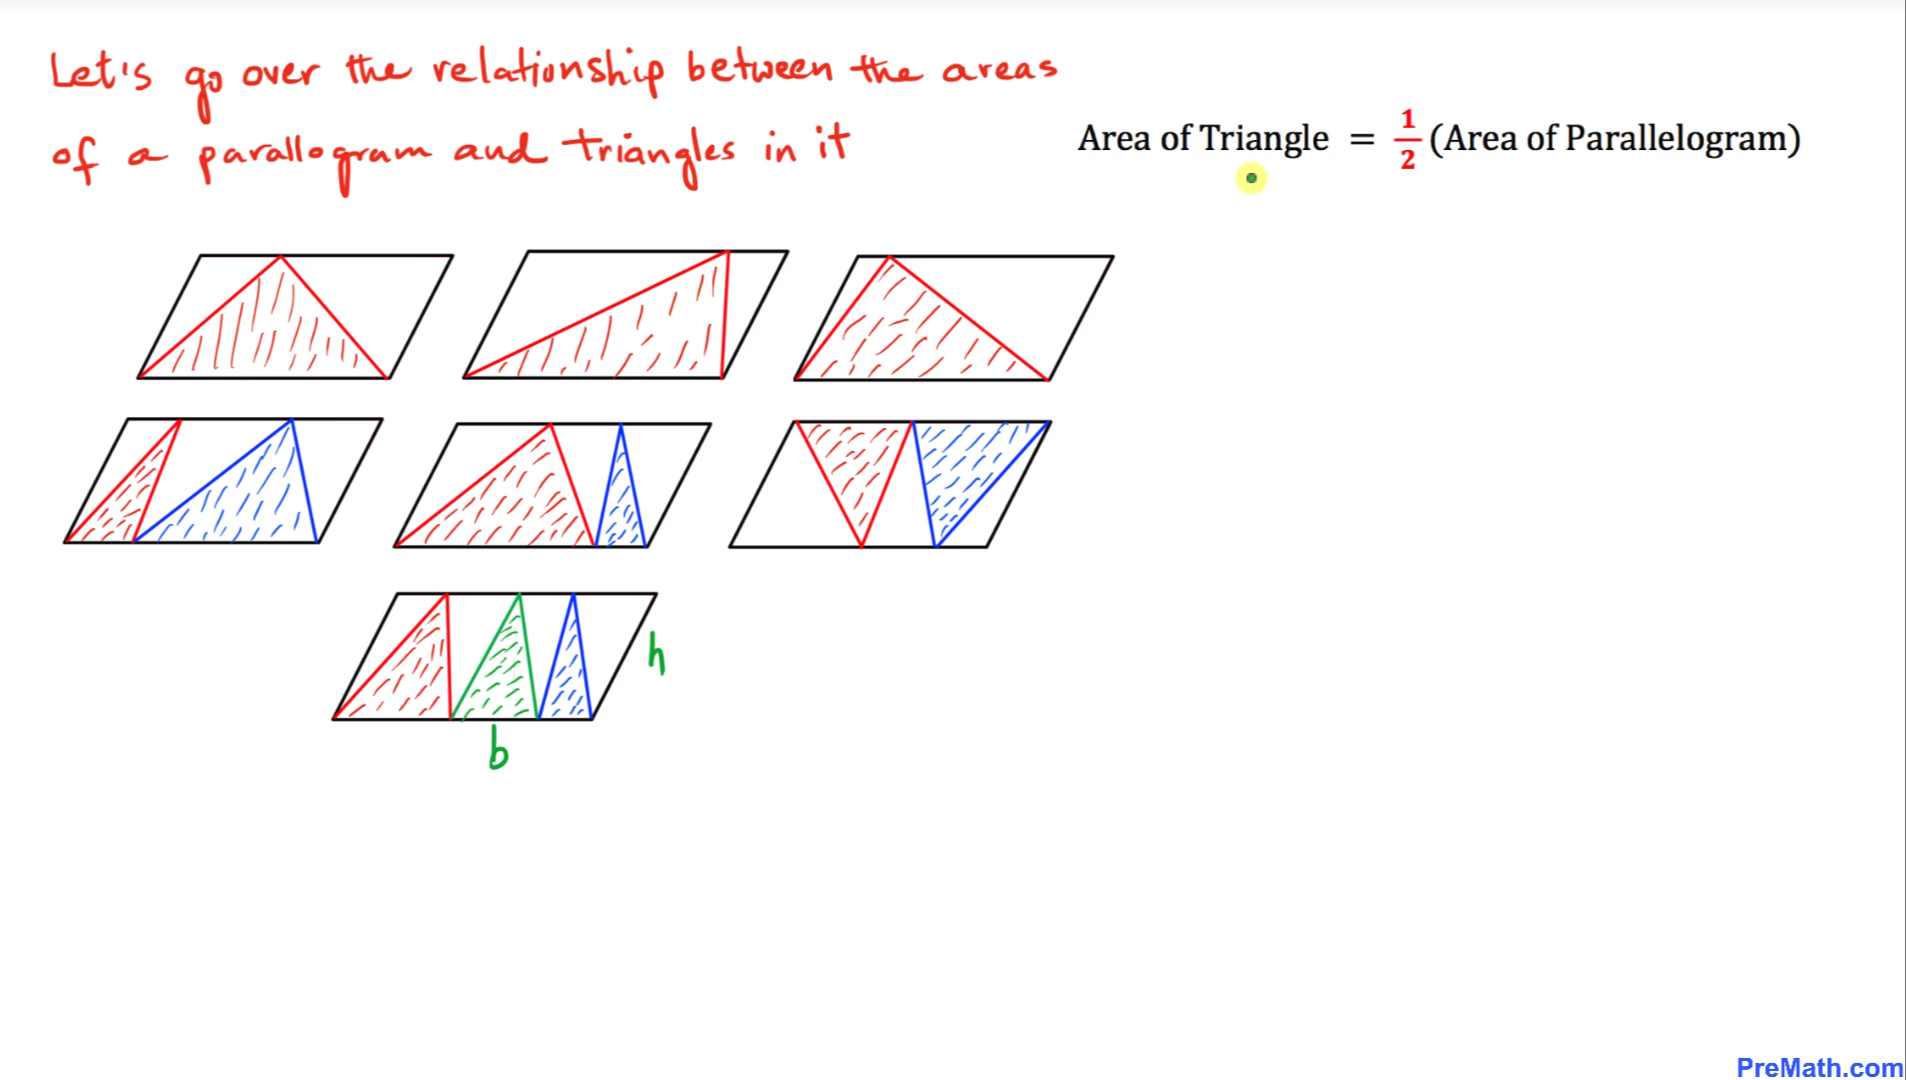 Let's go over the relationship between the areas
of a parallogram and triangles in it
Area of Triangle = 1/2 (Area of Parallelogram)
h
b
PreMath.com